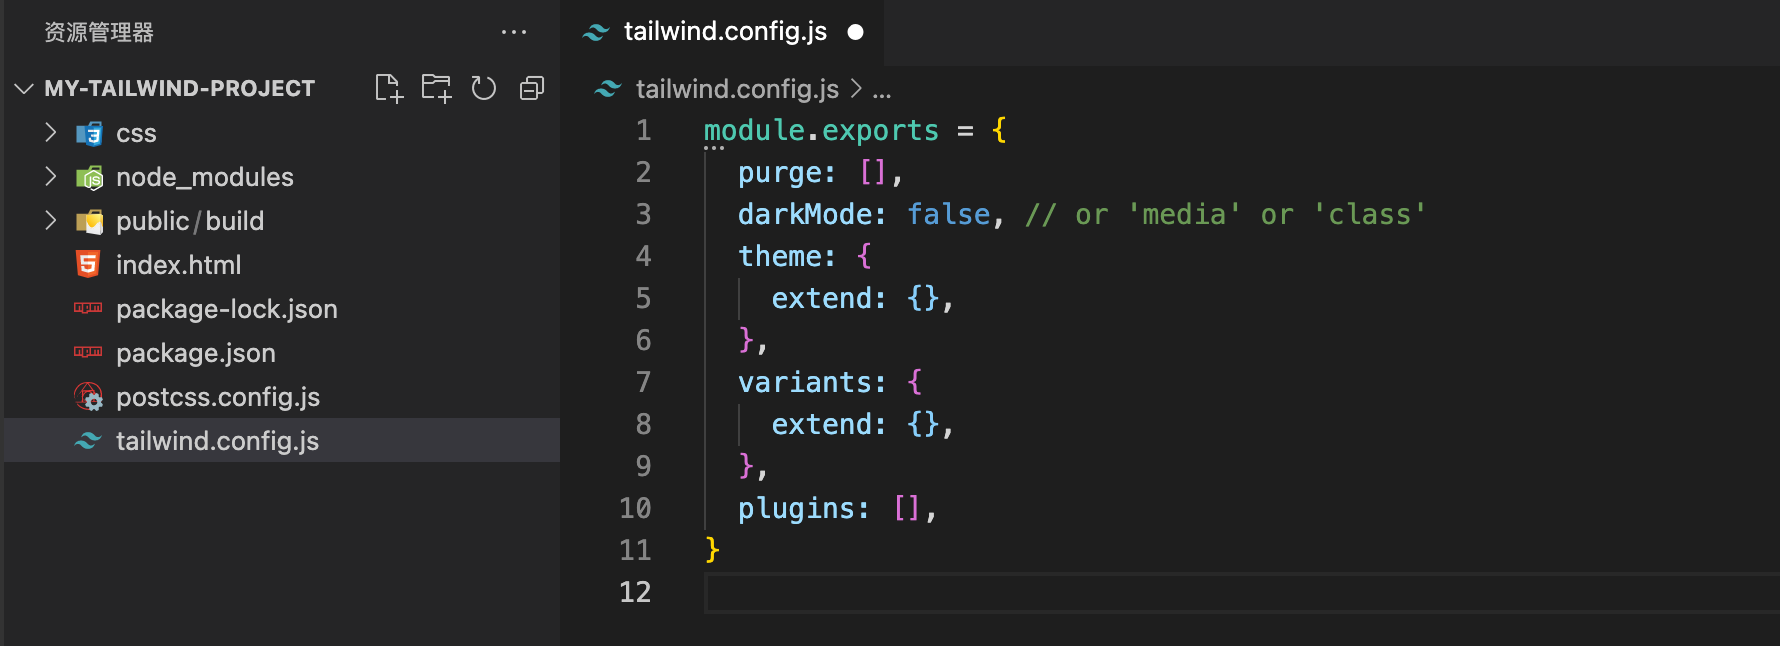 资源管理器 ...
MY-TAILWIND-PROJECT
css
node_modules
public/build
index.html
package-lock.json
package.json
postcss.config.js
tailwind.config.js
tailwind.config.js
tailwind.config.js > ...
1 module.exports = {
2   purge: [],
3   darkMode: false, // or 'media' or 'class'
4   theme: {
5     extend: {},
6   },
7   variants: {
8     extend: {},
9   },
10   plugins: [],
11 }
12